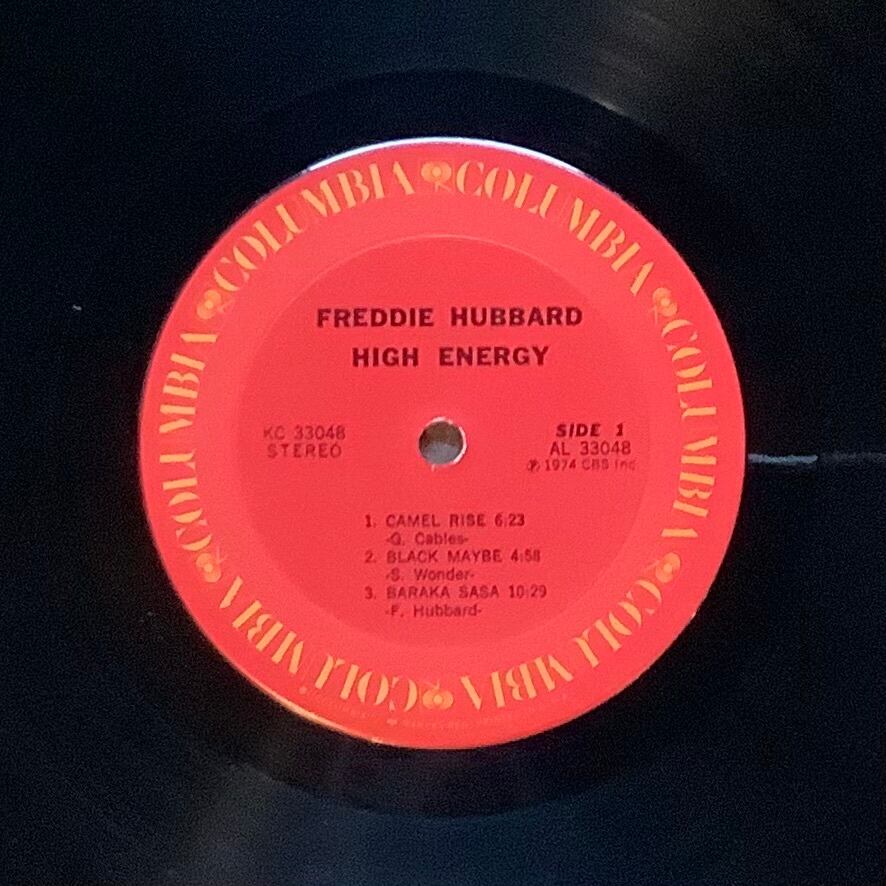 COLUMBIA COLUMBIA COLUMBIA COLUMBIA COLUMBIA COLUMBIA
FREDDIE HUBBARD
HIGH ENERGY
KC 33048
STEREO
SIDE 1
AL 33048
℗ 1974 CBS Inc.
1. CAMEL RISE 6:23
-G. Cables-
2. BLACK MAYBE 4:58
-S. Wonder-
3. BARAKA SASA 10:29
-F. Hubbard-